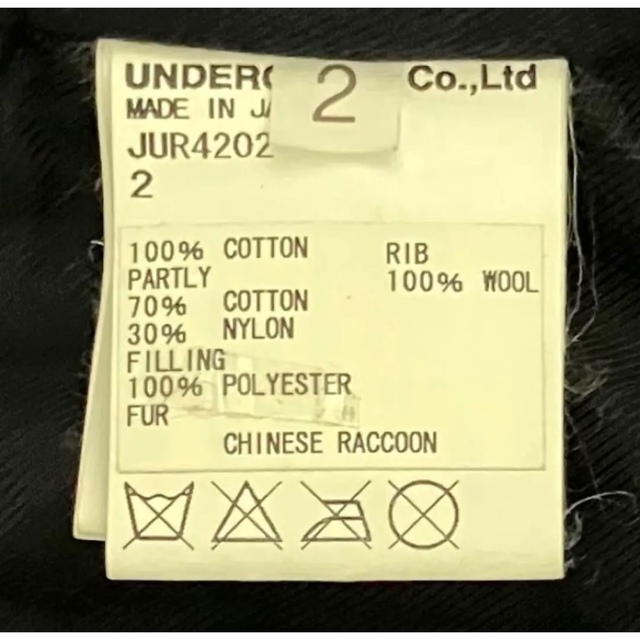 UNDERC Co.,Ltd
2
MADE IN JA
JUR4202
2
100% COTTON
PARTLY
70% COTTON
30% NYLON
FILLING
100% POLYESTER
FUR
CHINESE RACCOON
RIB
100% WOOL